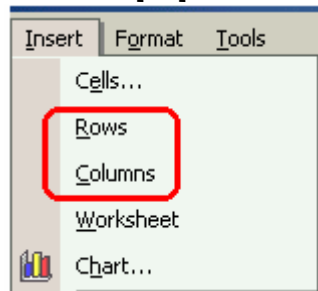 Insert Format Tools
Cells...
Rows
Columns
Worksheet
Chart...